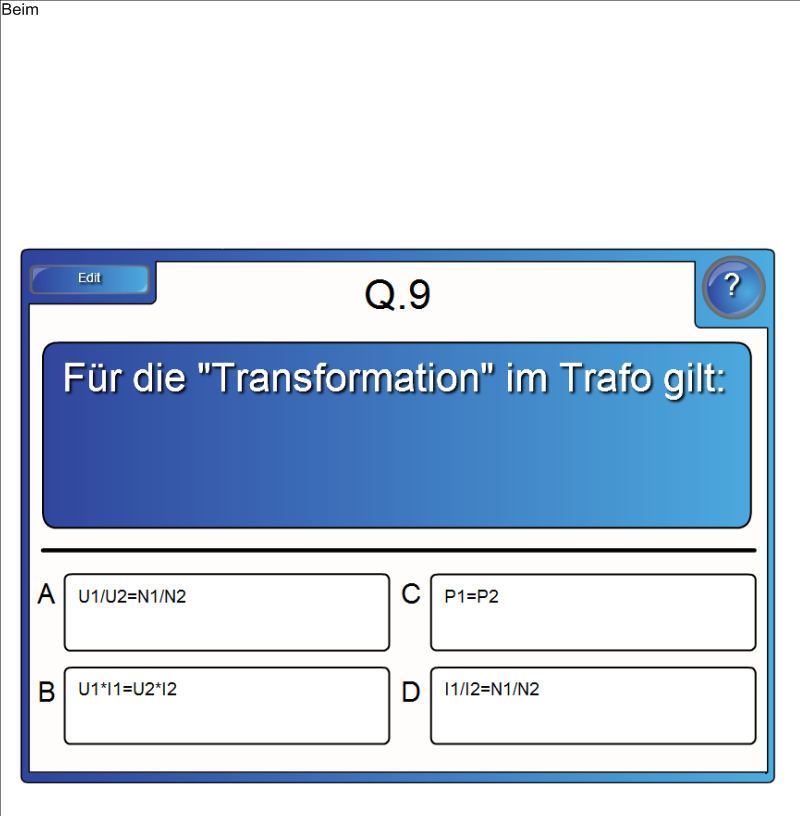 Beim
Edit
Q.9
?
Für die "Transformation" im Trafo gilt:
A
U1/U2=N1/N2
C
P1=P2
B
U1*I1=U2*I2
D
I1/I2=N1/N2